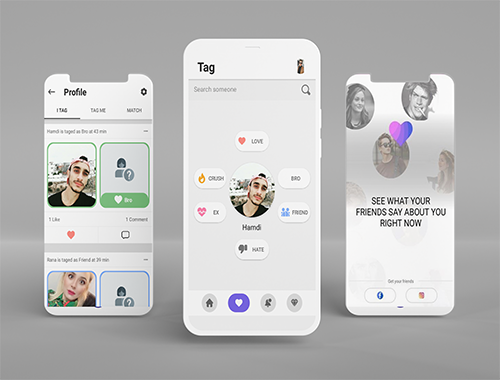 Profile
I TAG
TAG ME
MATCH
Hamdi is taged as Bro at 43 min
Bro
1 Like
1 Comment
Rana is taged as Friend at 39 min
Tag
Search someone
LOVE
CRUSH
BRO
EX
FRIEND
Hamdi
HATE
SEE WHAT YOUR
FRIENDS SAY ABOUT YOU
RIGHT NOW
Get your friends